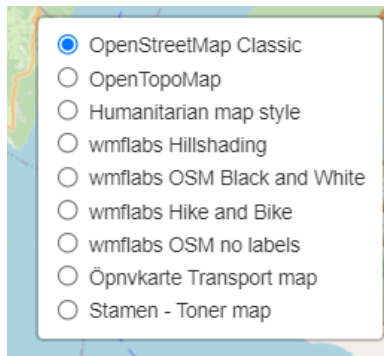 OpenStreetMap Classic
OpenTopoMap
Humanitarian map style
wmflabs Hillshading
wmflabs OSM Black and White
wmflabs Hike and Bike
wmflabs OSM no labels
Öpnvkarte Transport map
Stamen - Toner map